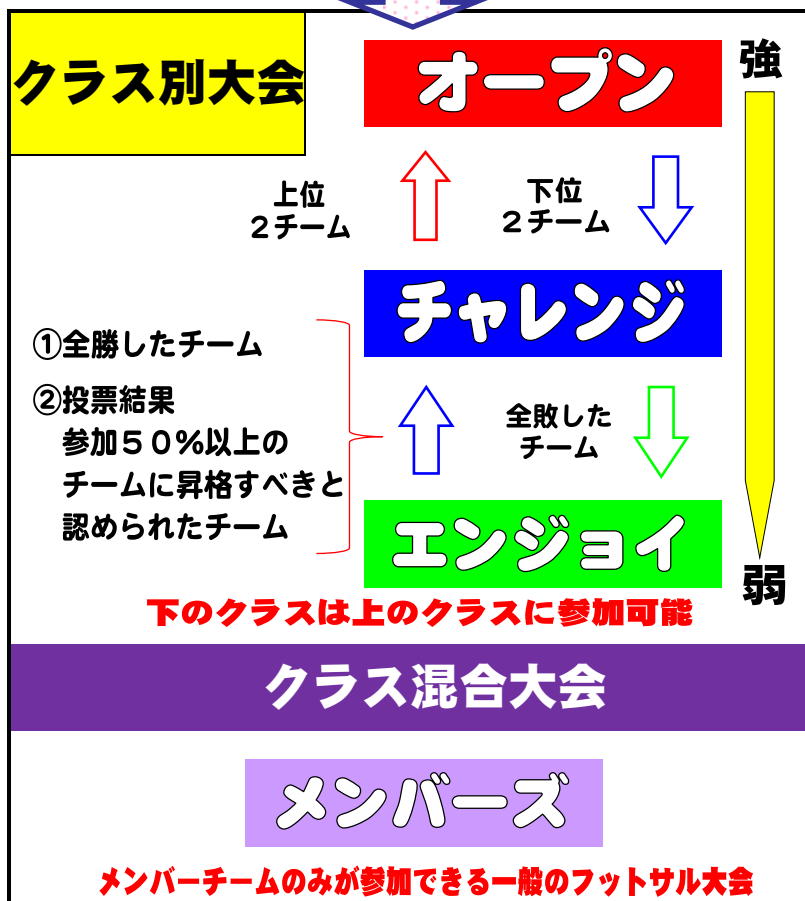 クラス別大会
オープン
強
上位
２チーム
下位
２チーム
チャレンジ
①全勝したチーム
②投票結果
参加５０％以上の
チームに昇格すべきと
認められたチーム
全敗した
チーム
エンジョイ
弱
下のクラスは上のクラスに参加可能
クラス混合大会
メンバーズ
メンバーチームのみが参加できる一般のフットサル大会